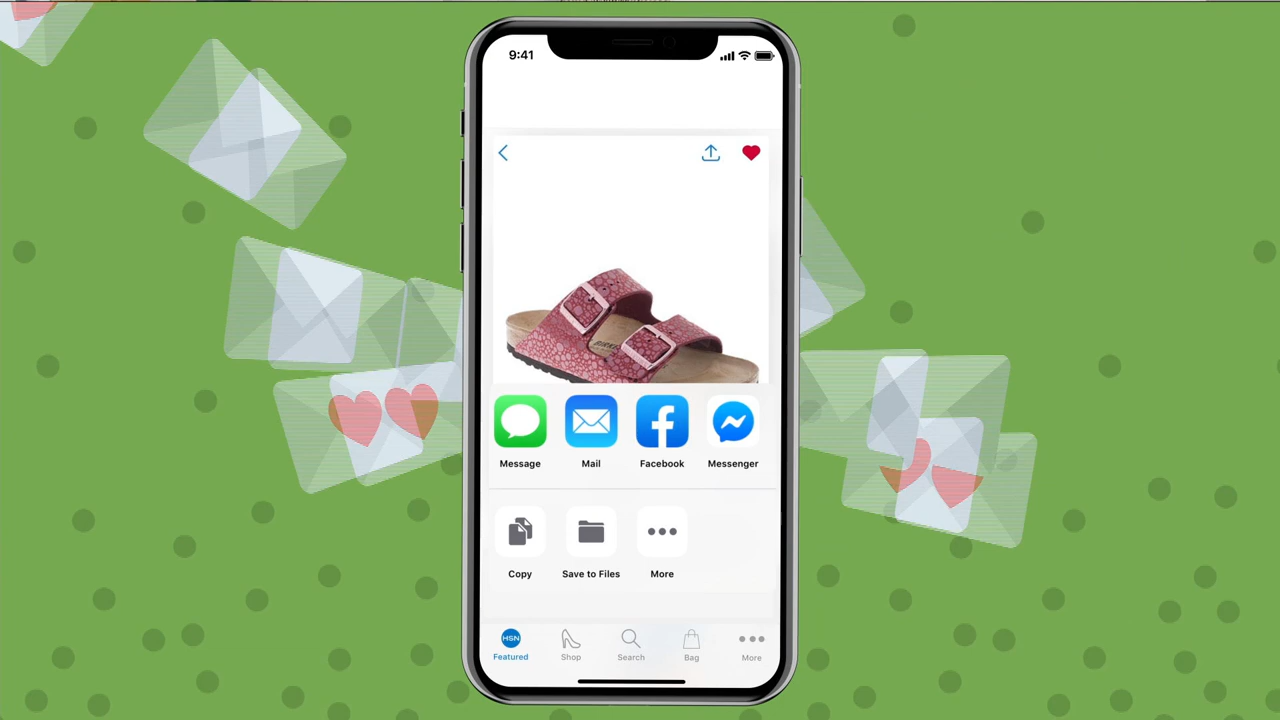 9:41
Message Mail Facebook Messenger
Copy Save to Files More
HSN
Featured Shop Search Bag More